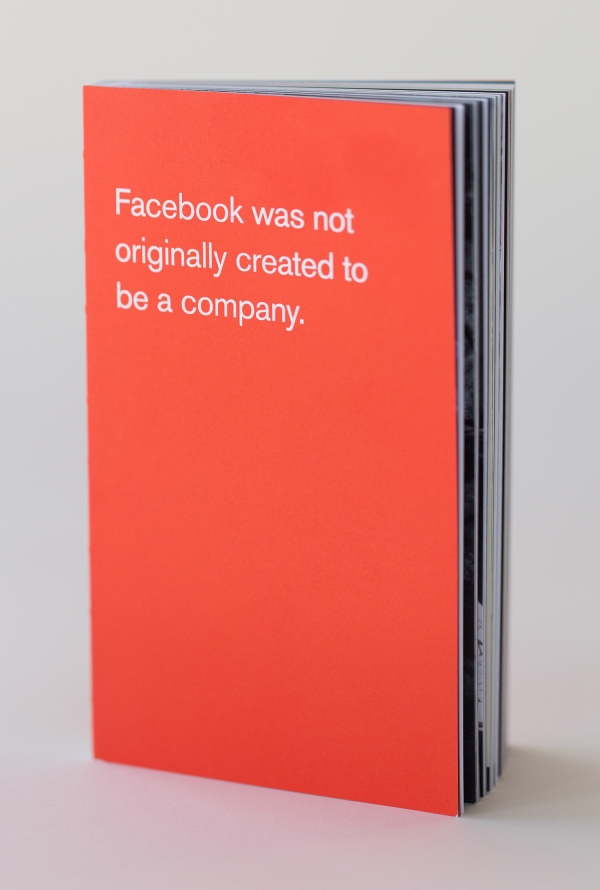 Facebook was not
originally created to
be a company.